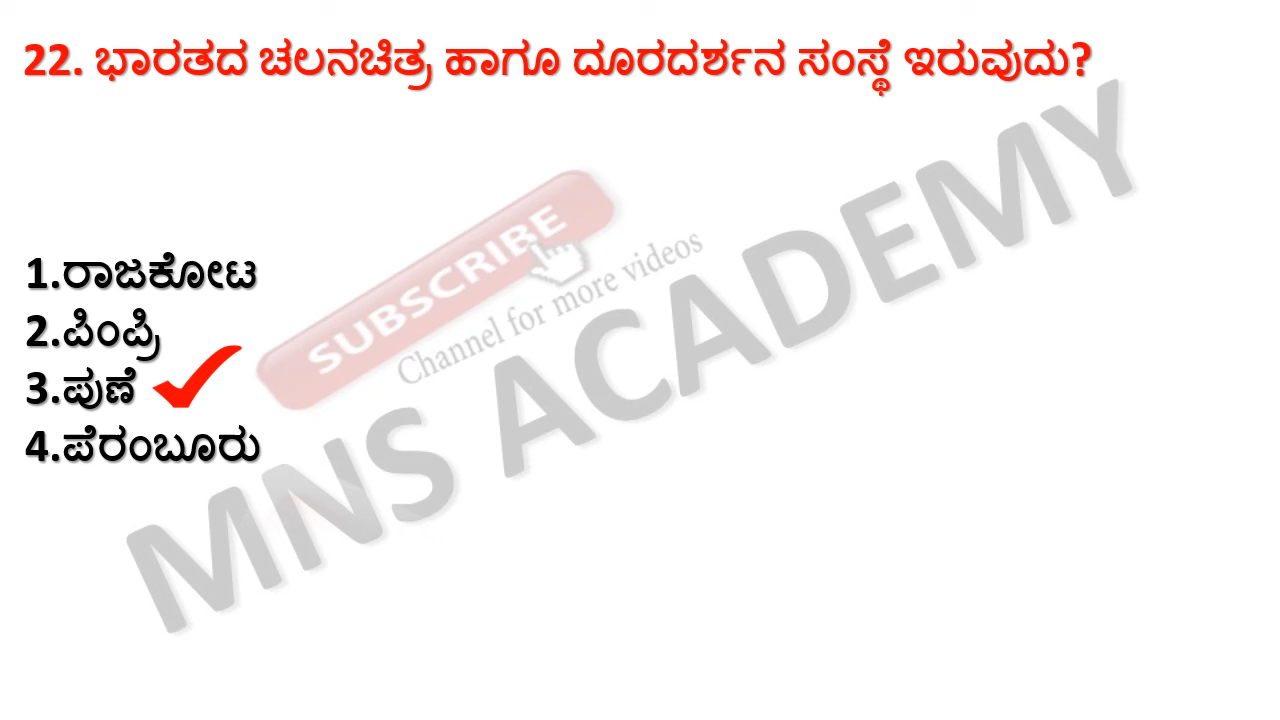 22. ಭಾರತದ ಚಲನಚಿತ್ರ ಹಾಗೂ ದೂರದರ್ಶನ ಸಂಸ್ಥೆ ಇರುವುದು?
1.ರಾಜಕೋಟ
2.ಪಿಂಪ್ರಿ
3.ಪುಣೆ
4.ಪೆರಂಬೂರು
SUBSCRIBE
Channel for more videos
MNS ACADEMY